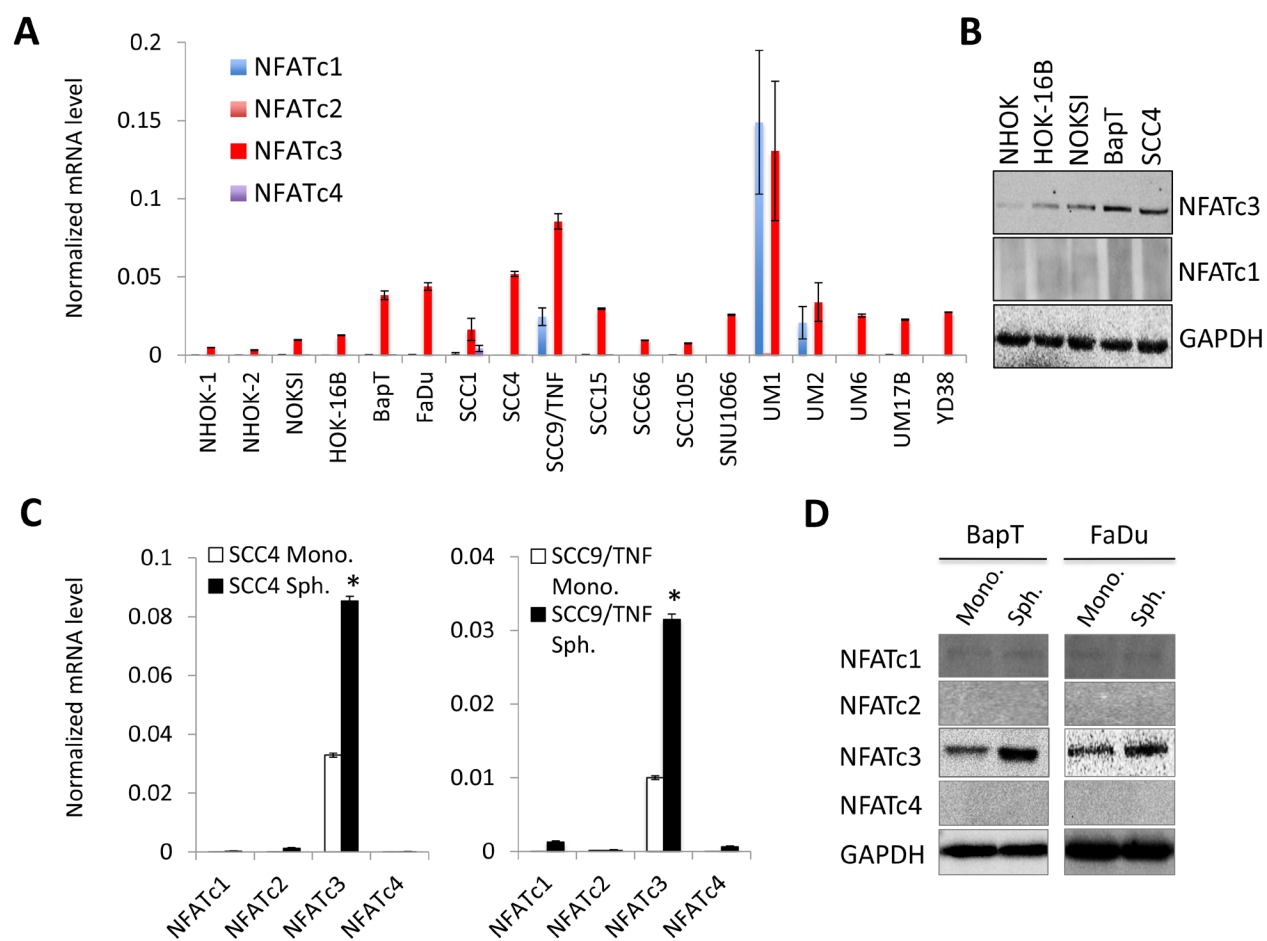 A
Normalized mRNA level
0.2
0.15
0.1
0.05
0
NFATc1
NFATc2
NFATc3
NFATc4
NHOK-1
NHOK-2
NOKSI
HOK-16B
BapT
FaDu
SCC1
SCC4
SCC9/TNF
SCC15
SCC66
SCC105
SNU1066
UM1
UM2
UM6
UM17B
YD38
B
NHOK
HOK-16B
NOKSI
BapT
SCC4
NFATc3
NFATc1
GAPDH
C
Normalized mRNA level
0.1
0.08
0.06
0.04
0.02
0
SCC4 Mono.
SCC4 Sph.
*
NFATc1
NFATc2
NFATc3
NFATc4
0.04
0.03
0.02
0.01
0
SCC9/TNF
Mono.
SCC9/TNF
Sph.
*
NFATc1
NFATc2
NFATc3
NFATc4
D
BapT
FaDu
Mono.
Sph.
Mono.
Sph.
NFATc1
NFATc2
NFATc3
NFATc4
GAPDH